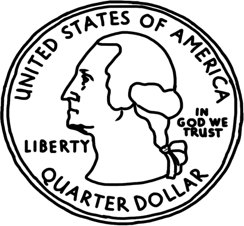 UNITED STATES OF AMERICA
LIBERTY
IN
GOD WE
TRUST
QUARTER DOLLAR